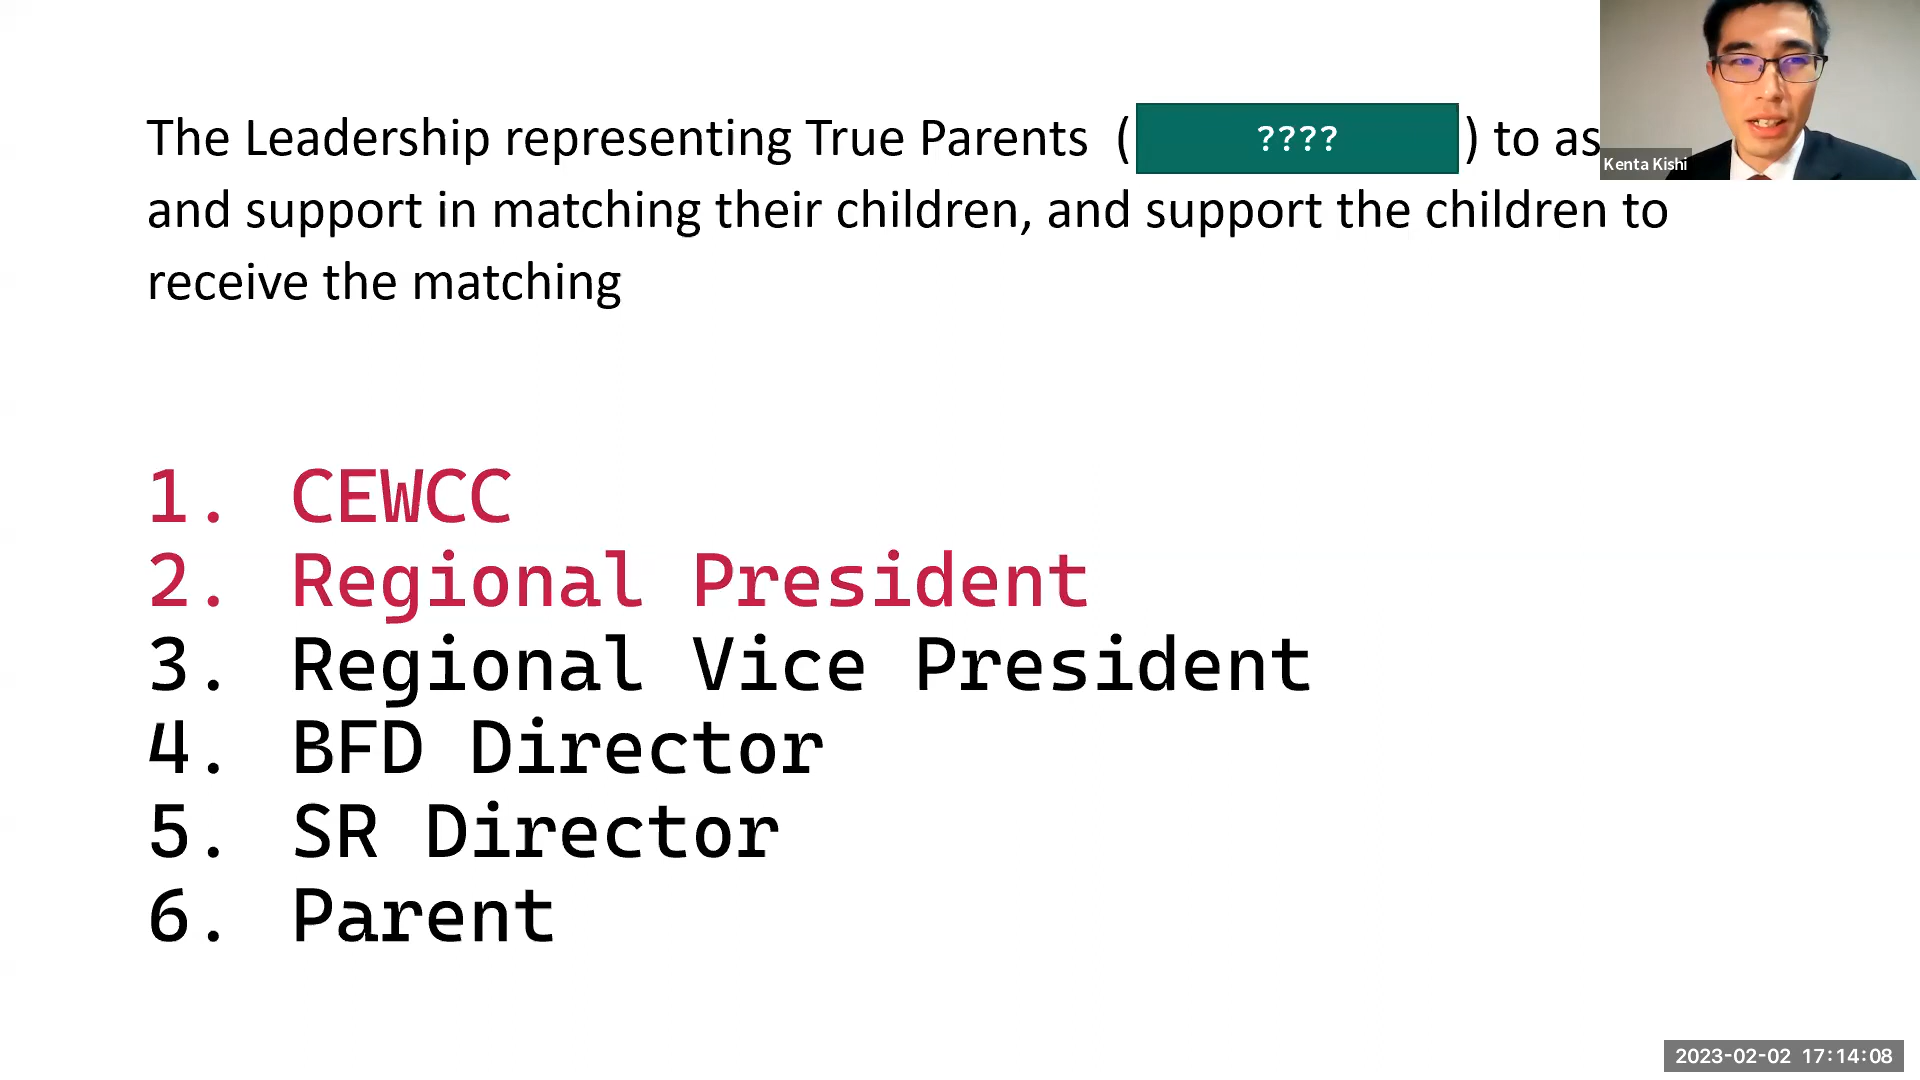 The Leadership representing True Parents ( ???? ) to as
and support in matching their children, and support the children to
receive the matching
Kenta Kishi
1. CEWCC
2. Regional President
3. Regional Vice President
4. BFD Director
5. SR Director
6. Parent
2023-02-02 17:14:08